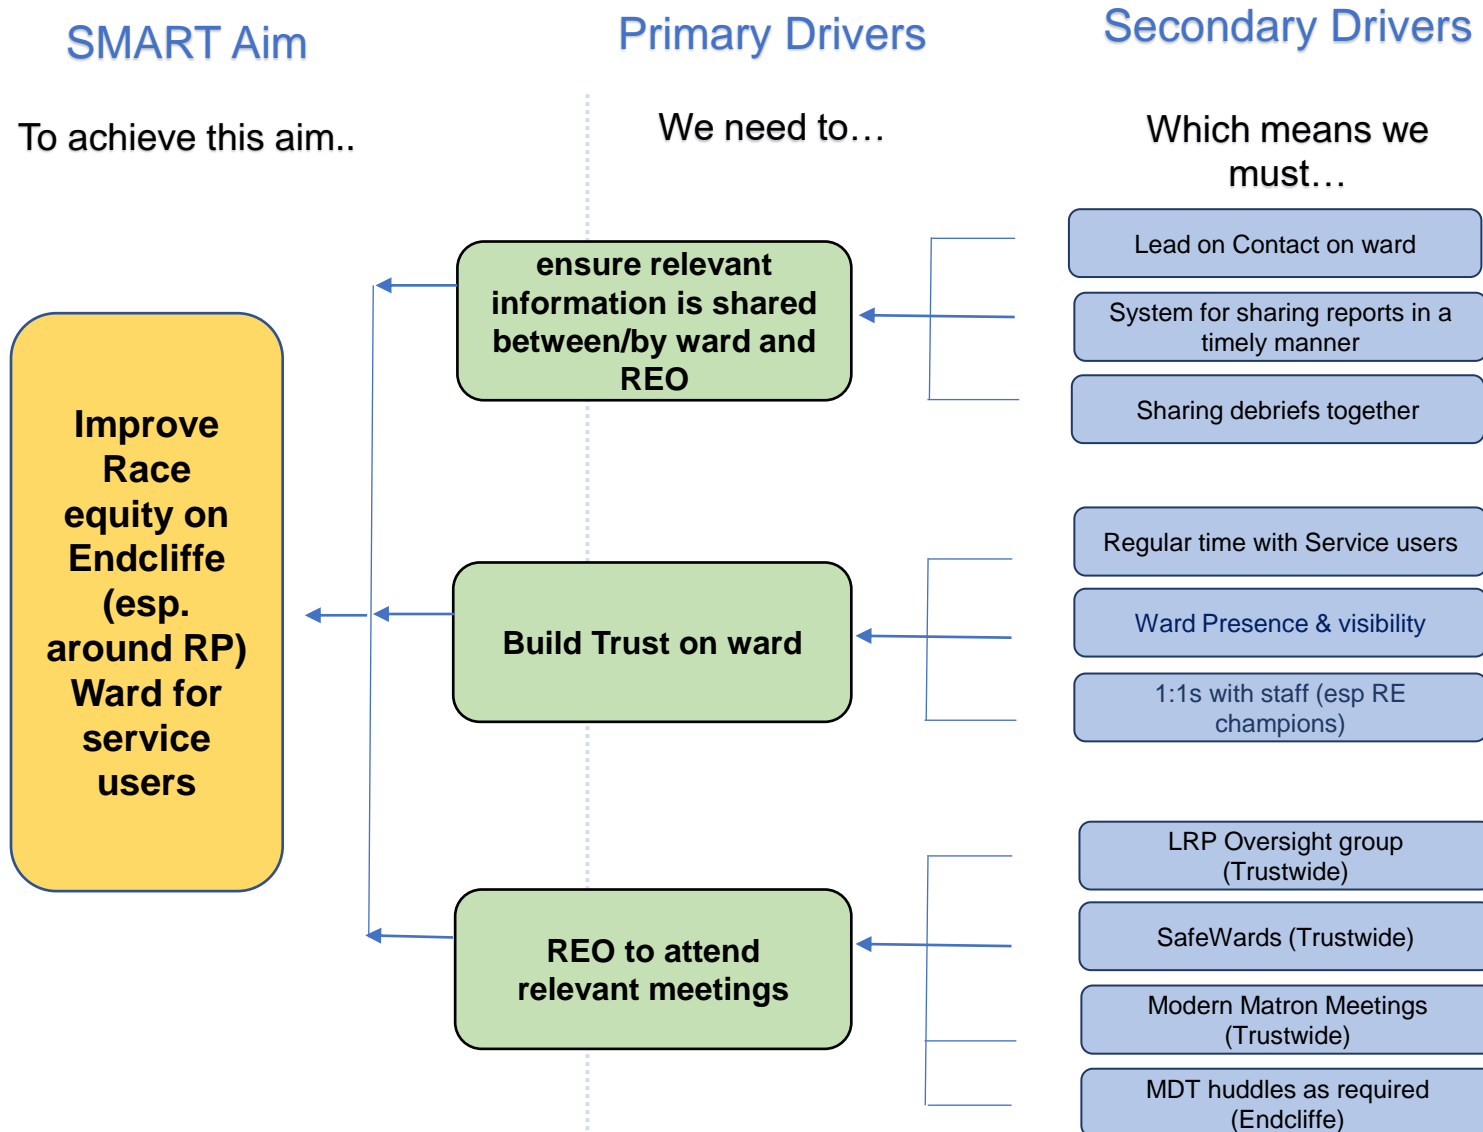 SMART Aim
Primary Drivers
Secondary Drivers
To achieve this aim..
We need to…
Which means we
must…
Improve
Race
equity on
Endcliffe
(esp.
around RP)
Ward for
service
users
ensure relevant
information is shared
between/by ward and
REO
Lead on Contact on ward
System for sharing reports in a
timely manner
Sharing debriefs together
Build Trust on ward
Regular time with Service users
Ward Presence & visibility
1:1s with staff (esp RE
champions)
REO to attend
relevant meetings
LRP Oversight group
(Trustwide)
SafeWards (Trustwide)
Modern Matron Meetings
(Trustwide)
MDT huddles as required
(Endcliffe)